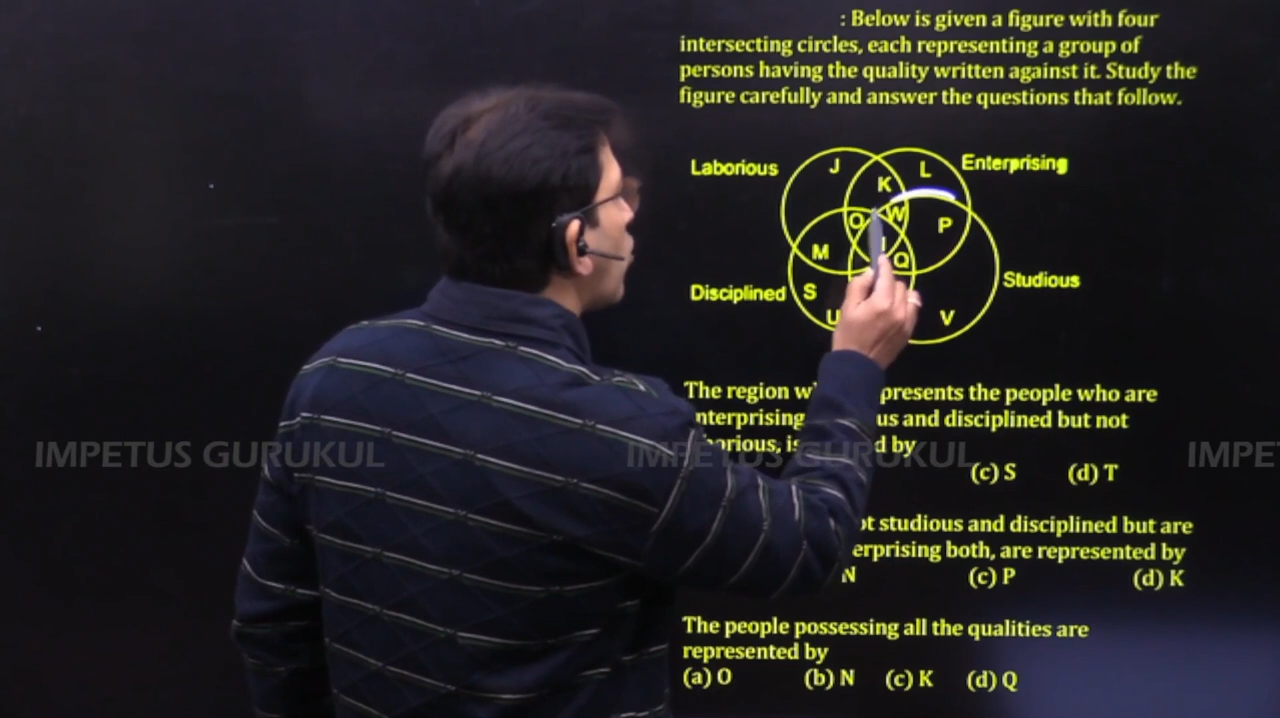 : Below is given a figure with four
intersecting circles, each representing a group of
persons having the quality written against it. Study the
figure carefully and answer the questions that follow.
J
L
Laborious
Enterprising
K
O
W
P
M
Q
Disciplined
S
Studious
U
V
The region presents the people who are
and disciplined but not
by
(c) S (d) T
studious and disciplined but are
both, are represented by
N (c) P (d) K
The people possessing all the qualities are
represented by
(a) O (b) N (c) K (d) Q
IMPETUS GURUKUL
IMPETUS GURUKUL
IMPE